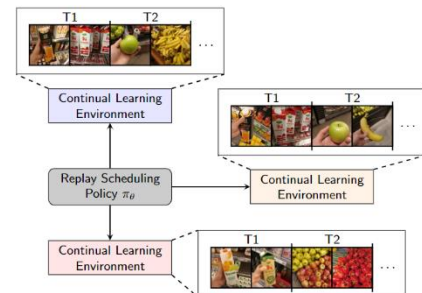 T1 T2
...
Continual Learning
Environment
T1 T2
...
Replay Scheduling
Policy πθ
Continual Learning
Environment
Continual Learning
Environment
T1 T2
...